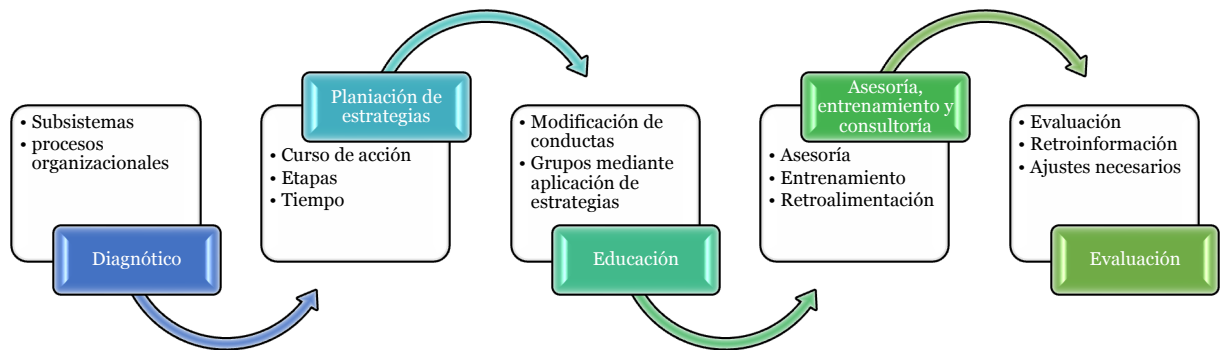 • Subsistemas
• procesos
organizacionales
Diagnótico
Planiación de
estrategias
• Curso de acción
• Etapas
• Tiempo
• Modificación de
conductas
• Grupos mediante
aplicación de
estrategias
Educación
Asesoría,
entrenamiento y
consultoría
• Asesoría
• Entrenamiento
• Retroalimentación
• Evaluación
• Retroinformación
• Ajustes necesarios
Evaluación